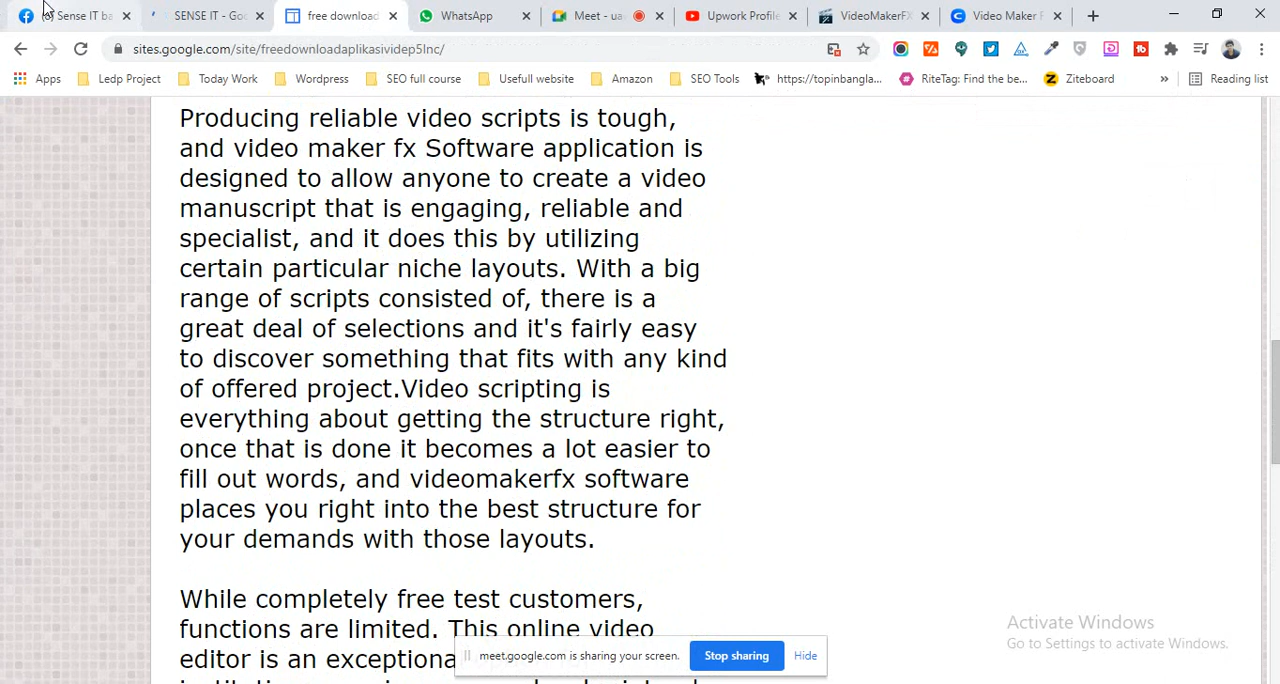 Sense IT ba
SENSE IT - Goo
free download
WhatsApp
Meet - ua
Upwork Profile
VideoMakerFX
Video Maker F
sites.google.com/site/freedownloadaplikasividep5lnc/
Apps
Ledp Project
Today Work
Wordpress
SEO full course
Usefull website
Amazon
SEO Tools
https://topinbangla...
RiteTag: Find the be...
Ziteboard
Reading list
Producing reliable video scripts is tough,
and video maker fx Software application is
designed to allow anyone to create a video
manuscript that is engaging, reliable and
specialist, and it does this by utilizing
certain particular niche layouts. With a big
range of scripts consisted of, there is a
great deal of selections and it's fairly easy
to discover something that fits with any kind
of offered project.Video scripting is
everything about getting the structure right,
once that is done it becomes a lot easier to
fill out words, and videomakerfx software
places you right into the best structure for
your demands with those layouts.
While completely free test customers,
functions are limited. This online video
editor is an exceptiona
meet.google.com is sharing your screen.
Stop sharing
Hide
Activate Windows
Go to Settings to activate Windows.